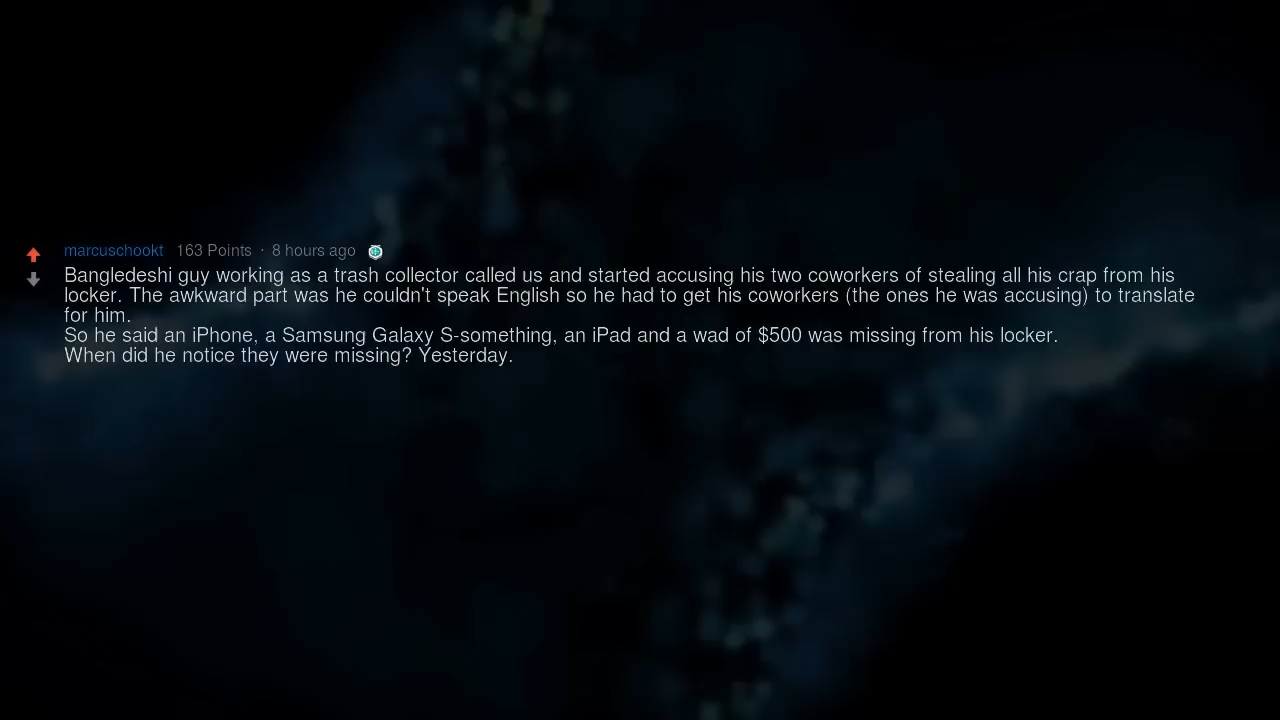 marcuschookt 163 Points · 8 hours ago
Bangledeshi guy working as a trash collector called us and started accusing his two coworkers of stealing all his crap from his
locker. The awkward part was he couldn't speak English so he had to get his coworkers (the ones he was accusing) to translate
for him.
So he said an iPhone, a Samsung Galaxy S-something, an iPad and a wad of $500 was missing from his locker.
When did he notice they were missing? Yesterday.